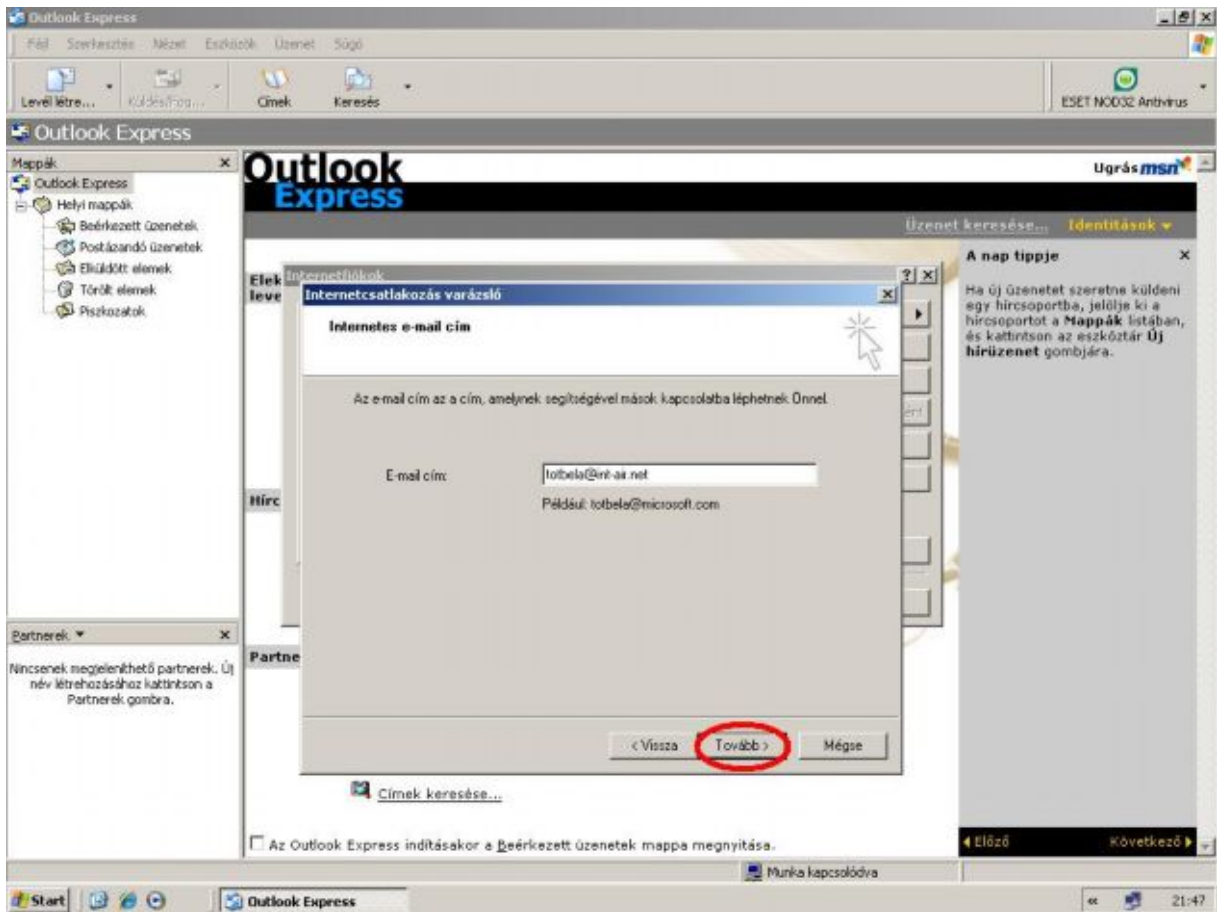 Outlook Express
Fájl Szerkesztés Nézet Eszközök Üzenet Súgó
Levél létre... Küldés/Fog... Címek Keresés ESET NOD32 Antivirus
Outlook Express
Mappák
Outlook Express
Helyi mappák
Beérkezett üzenetek
Postázandó üzenetek
Elküldött elemek
Törölt elemek
Piszkozatok
Partnerek
Nincsenek megjeleníthető partnerek. Új
név létrehozásához kattintson a
Partnerek gombra.
Outlook
Express
Ugrás msn
Üzenet keresése... Identitások
Elek
leve
Hírc
Partne
Internetfiókok
Internetcsatlakozás varázsló
Internetes e-mail cím
Az e-mail cím az a cím, amelynek segítségével mások kapcsolatba léphetnek Önnel.
E-mail cím:
totbela@int-air.net
Például: totbela@microsoft.com
< Vissza Tovább > Mégse
Címek keresése...
Az Outlook Express indításakor a Beérkezett üzenetek mappa megnyitása.
A nap tippje
Ha új üzenetet szeretne küldeni
egy hírcsoportba, jelölje ki a
hírcsoportot a Mappák listában,
és kattintson az eszköztár Új
hírüzenet gombjára.
Előző Következő
Munka kapcsolódva
Start Outlook Express 21:47